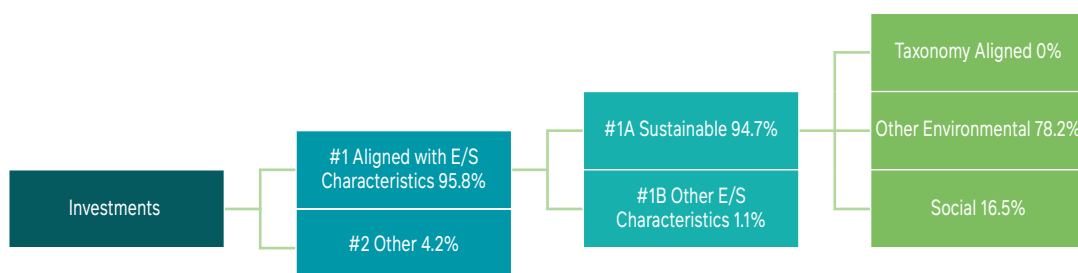 Investments
#1 Aligned with E/S
Characteristics 95.8%
#2 Other 4.2%
#1A Sustainable 94.7%
#1B Other E/S
Characteristics 1.1%
Taxonomy Aligned 0%
Other Environmental 78.2%
Social 16.5%